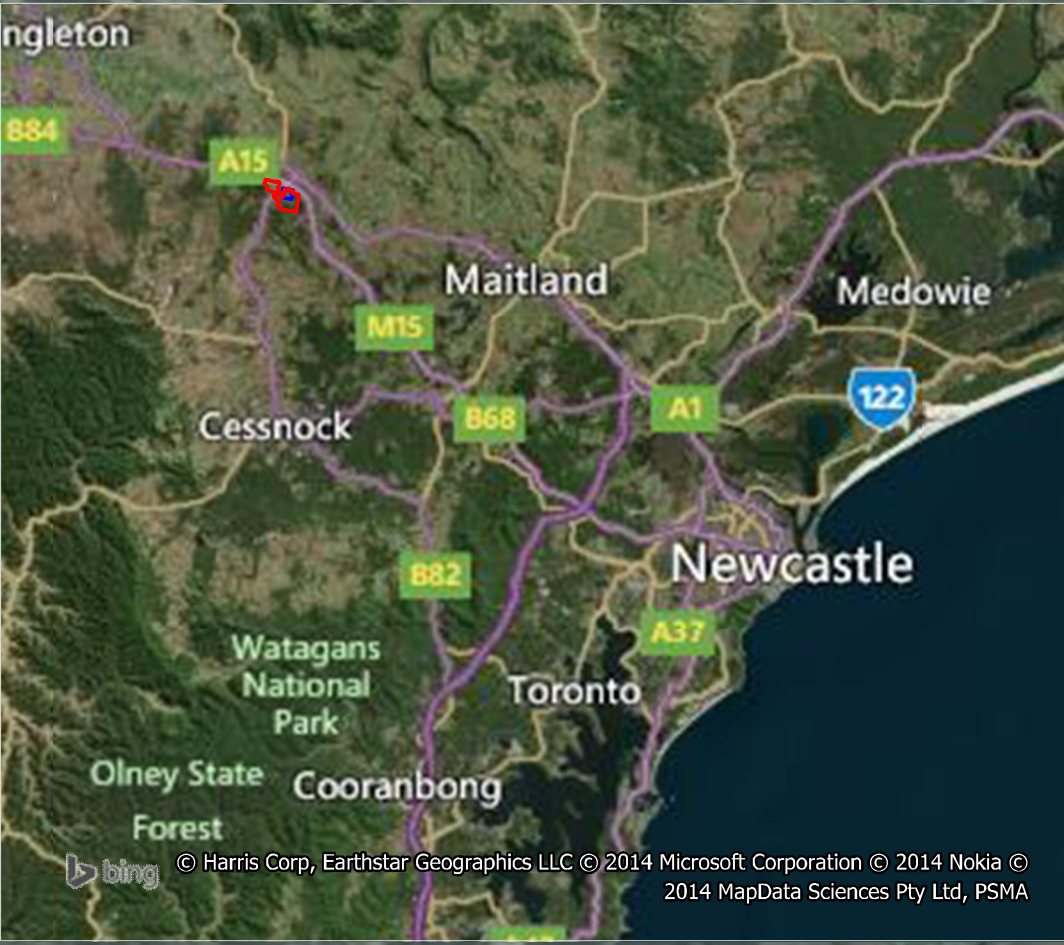 ngleton
B84
A15
Maitland
Medowie
M15
122
A1
B68
Cessnock
Newcastle
B82
A37
Watagans
National
Park
Toronto
Olney State
Forest
Cooranbong
bing
© Harris Corp, Earthstar Geographics LLC © 2014 Microsoft Corporation © 2014 Nokia ©
2014 MapData Sciences Pty Ltd, PSMA